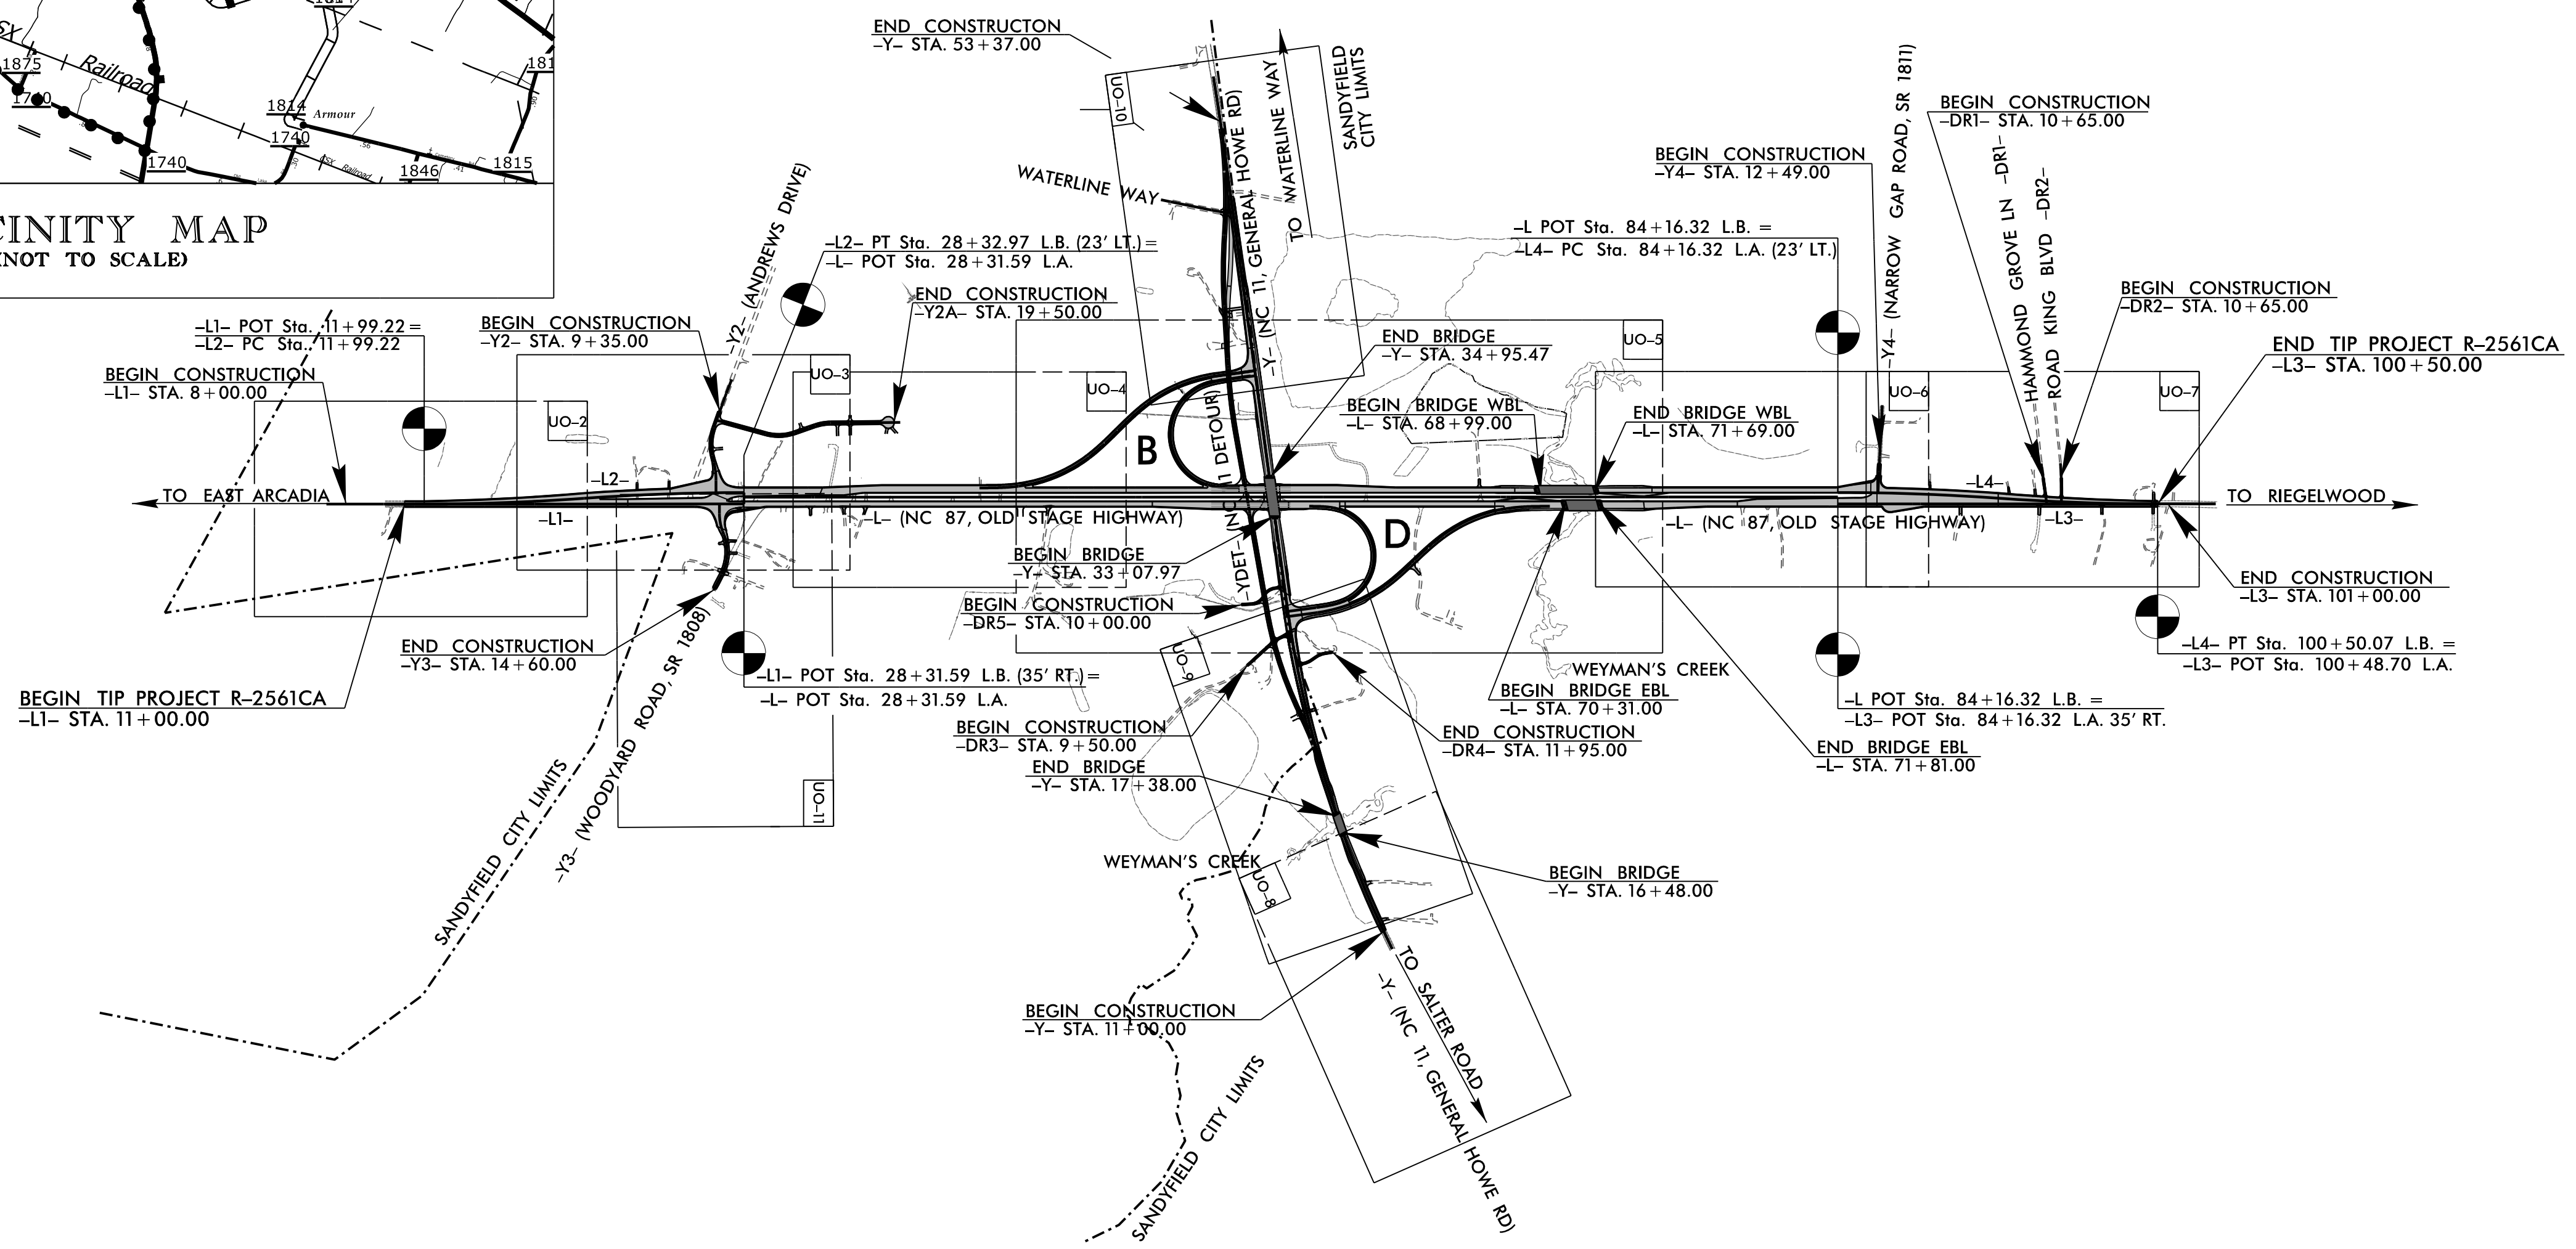 SX
Railroad
1875
1740
1814
Armour
1740
1740
CSX Railroad
1846
1815
181
.56
.41
.30
.90
CINITY MAP
(NOT TO SCALE)
END CONSTRUCTON
–Y– STA. 53+37.00
UO–10
–Y– (NC 11, GENERAL HOWE RD)
TO WATERLINE WAY
SANDYFIELD
CITY LIMITS
WATERLINE WAY
–Y2– (ANDREWS DRIVE)
–L2– PT Sta. 28+32.97 L.B. (23' LT.)=
–L– POT Sta. 28+31.59 L.A.
END CONSTRUCTION
–Y2A– STA. 19+50.00
BEGIN CONSTRUCTION
–Y2– STA. 9+35.00
–L1– POT Sta. 11+99.22=
–L2– PC Sta. 11+99.22
BEGIN CONSTRUCTION
–L1– STA. 8+00.00
UO–2
UO–3
UO–4
UO–5
UO–6
UO–7
–L POT Sta. 84+16.32 L.B. =
–L4– PC Sta. 84+16.32 L.A. (23' LT.)
BEGIN CONSTRUCTION
–Y4– STA. 12+49.00
–Y4– (NARROW GAP ROAD, SR 1811)
BEGIN CONSTRUCTION
–DR1– STA. 10+65.00
HAMMOND GROVE LN –DR1–
ROAD KING BLVD –DR2–
BEGIN CONSTRUCTION
–DR2– STA. 10+65.00
END TIP PROJECT R–2561CA
–L3– STA. 100+50.00
END BRIDGE
–Y– STA. 34+95.47
BEGIN BRIDGE WBL
–L– STA. 68+99.00
END BRIDGE WBL
–L– STA. 71+69.00
B
D
–YDET– (NC 11 DETOUR)
TO EAST ARCADIA
–L2–
–L1–
–L– (NC 87, OLD STAGE HIGHWAY)
–L– (NC 87, OLD STAGE HIGHWAY)
–L4–
–L3–
TO RIEGELWOOD
BEGIN BRIDGE
–Y– STA. 33+07.97
BEGIN CONSTRUCTION
–DR5– STA. 10+00.00
END CONSTRUCTION
–L3– STA. 101+00.00
END CONSTRUCTION
–Y3– STA. 14+60.00
–Y3– (WOODYARD ROAD, SR 1808)
BEGIN TIP PROJECT R–2561CA
–L1– STA. 11+00.00
–L1– POT Sta. 28+31.59 L.B. (35' RT.)=
–L– POT Sta. 28+31.59 L.A.
UO–9
WEYMAN'S CREEK
BEGIN BRIDGE EBL
–L– STA. 70+31.00
–L4– PT Sta. 100+50.07 L.B. =
–L3– POT Sta. 100+48.70 L.A.
–L POT Sta. 84+16.32 L.B. =
–L3– POT Sta. 84+16.32 L.A. 35' RT.
BEGIN CONSTRUCTION
–DR3– STA. 9+50.00
END CONSTRUCTION
–DR4– STA. 11+95.00
END BRIDGE EBL
–L– STA. 71+81.00
END BRIDGE
–Y– STA. 17+38.00
UO–11
SANDYFIELD CITY LIMITS
WEYMAN'S CREEK
UO–8
BEGIN BRIDGE
–Y– STA. 16+48.00
BEGIN CONSTRUCTION
–Y– STA. 11+00.00
TO SALTER ROAD
–Y– (NC 11, GENERAL HOWE RD)
SANDYFIELD CITY LIMITS